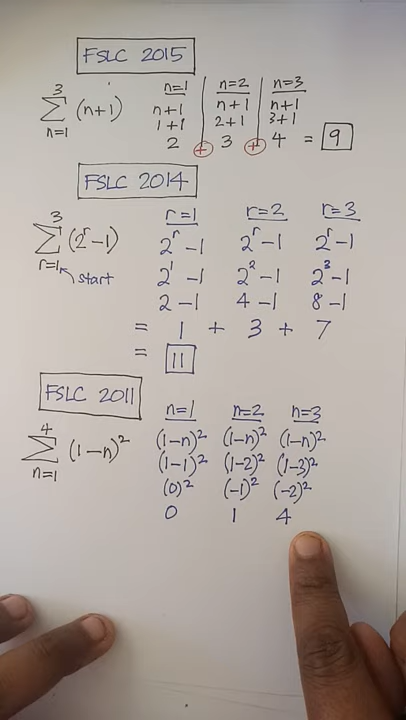 FSLC 2015
3
∑ (n+1)
n=1
n=1 | n=2 | n=3
n+1 | n+1 | n+1
1+1 | 2+1 | 3+1
2 + 3 + 4 = 9
FSLC 2014
3
∑ (2^r-1)
r=1 start
r=1 r=2 r=3
2^r-1 2^r-1 2^r-1
2^1-1 2^2-1 2^3-1
2-1 4-1 8-1
= 1 + 3 + 7
= 11
FSLC 2011
4
∑ (1-n)^2
n=1
n=1 n=2 n=3
(1-n)^2 (1-n)^2 (1-n)^2
(1-1)^2 (1-2)^2 (1-3)^2
(0)^2 (-1)^2 (-2)^2
0 1 4